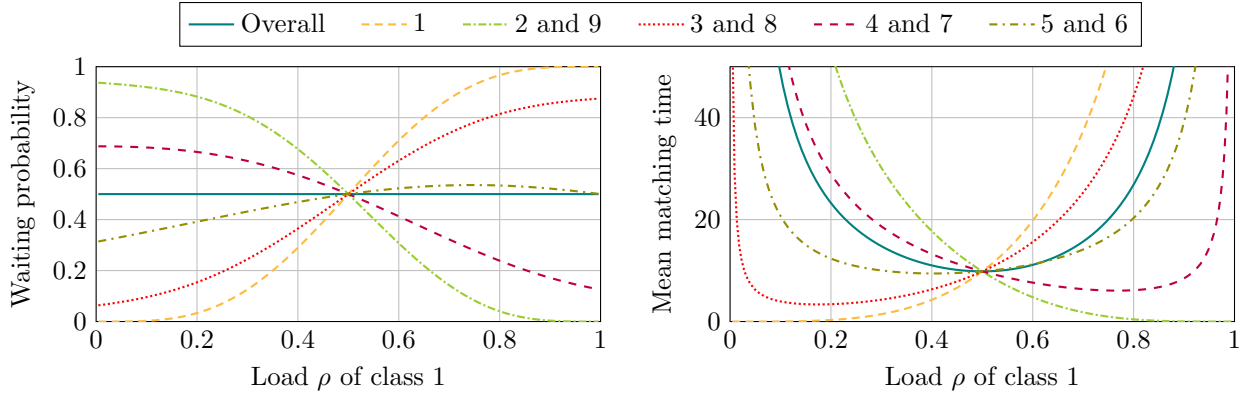 Overall 1 2 and 9 3 and 8 4 and 7 5 and 6
Waiting probability
1
0.8
0.6
0.4
0.2
0
0 0.2 0.4 0.6 0.8 1
Load ρ of class 1
Mean matching time
40
20
0
0 0.2 0.4 0.6 0.8 1
Load ρ of class 1